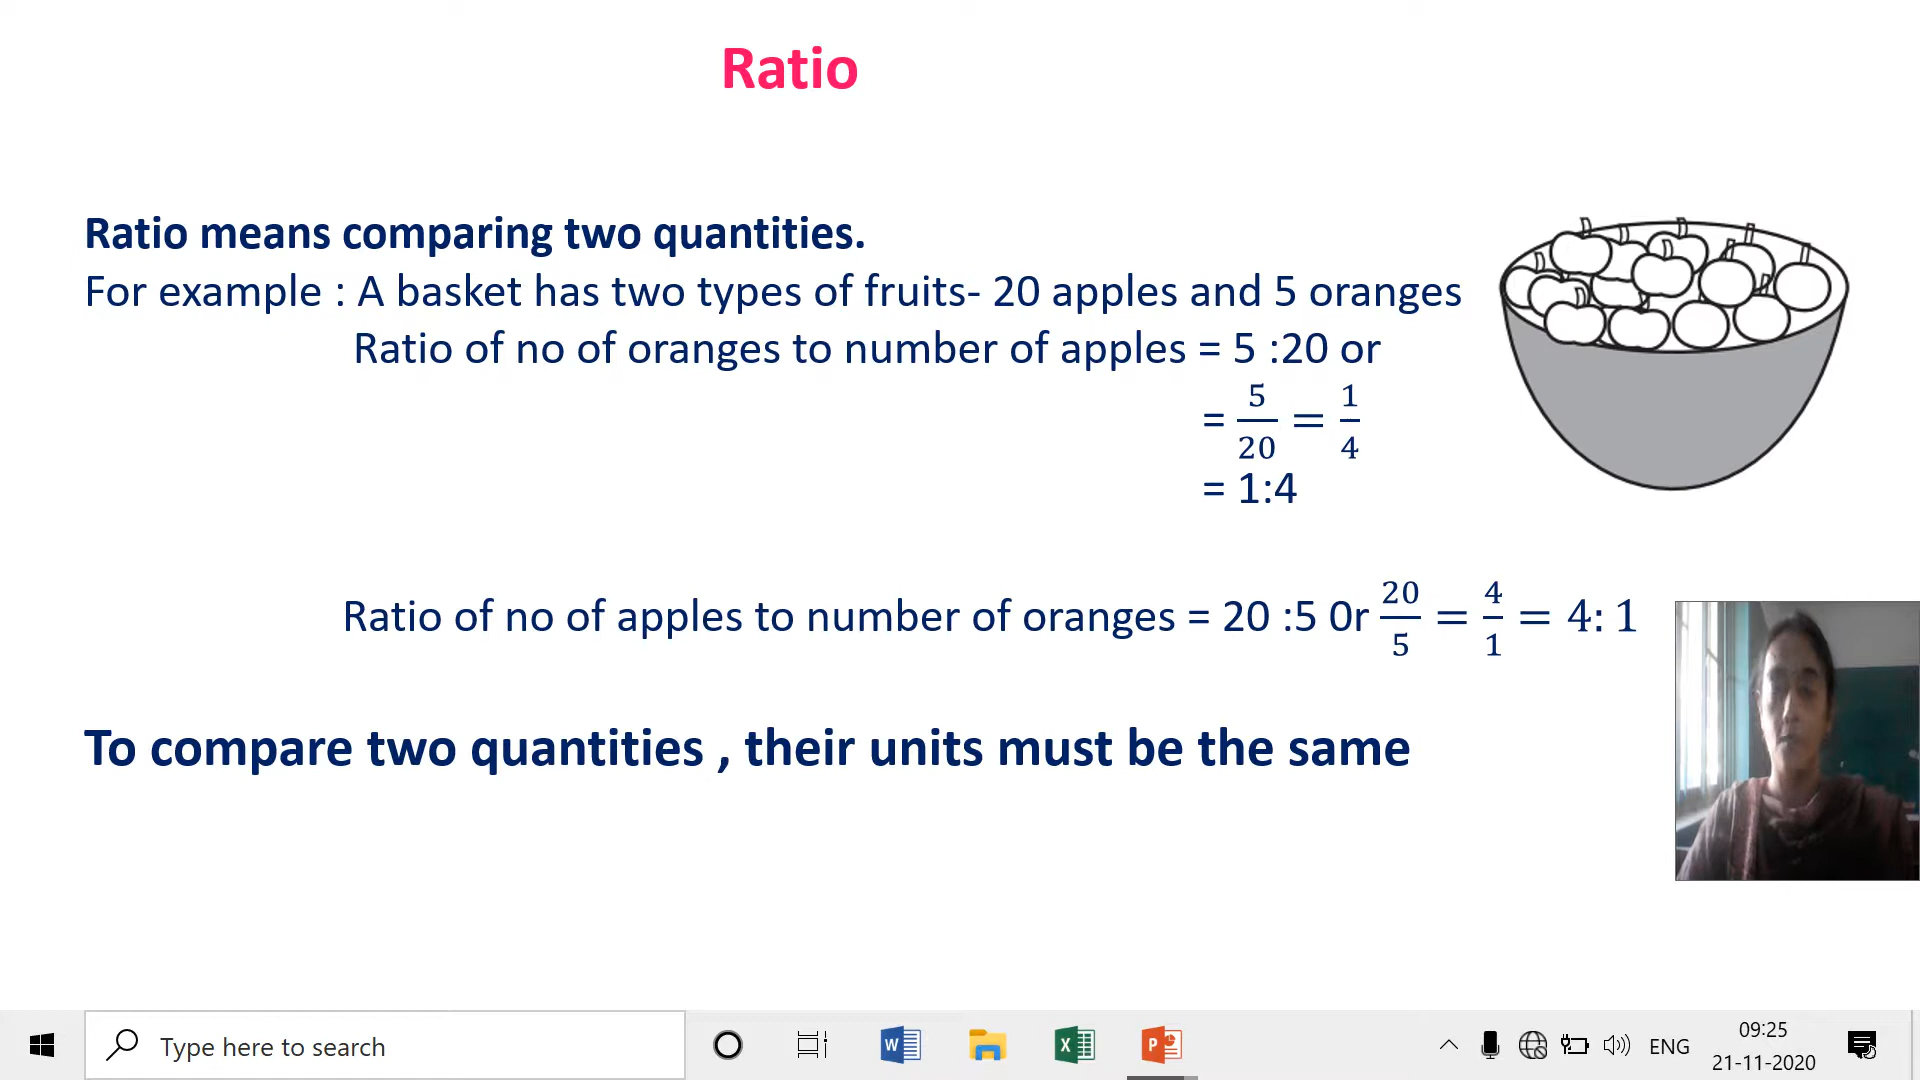 Ratio
Ratio means comparing two quantities.
For example : A basket has two types of fruits- 20 apples and 5 oranges
Ratio of no of oranges to number of apples = 5 :20 or
= 5/20 = 1/4
= 1:4
Ratio of no of apples to number of oranges = 20 :5 0r 20/5 = 4/1 = 4: 1
To compare two quantities , their units must be the same
Type here to search
ENG
09:25
21-11-2020